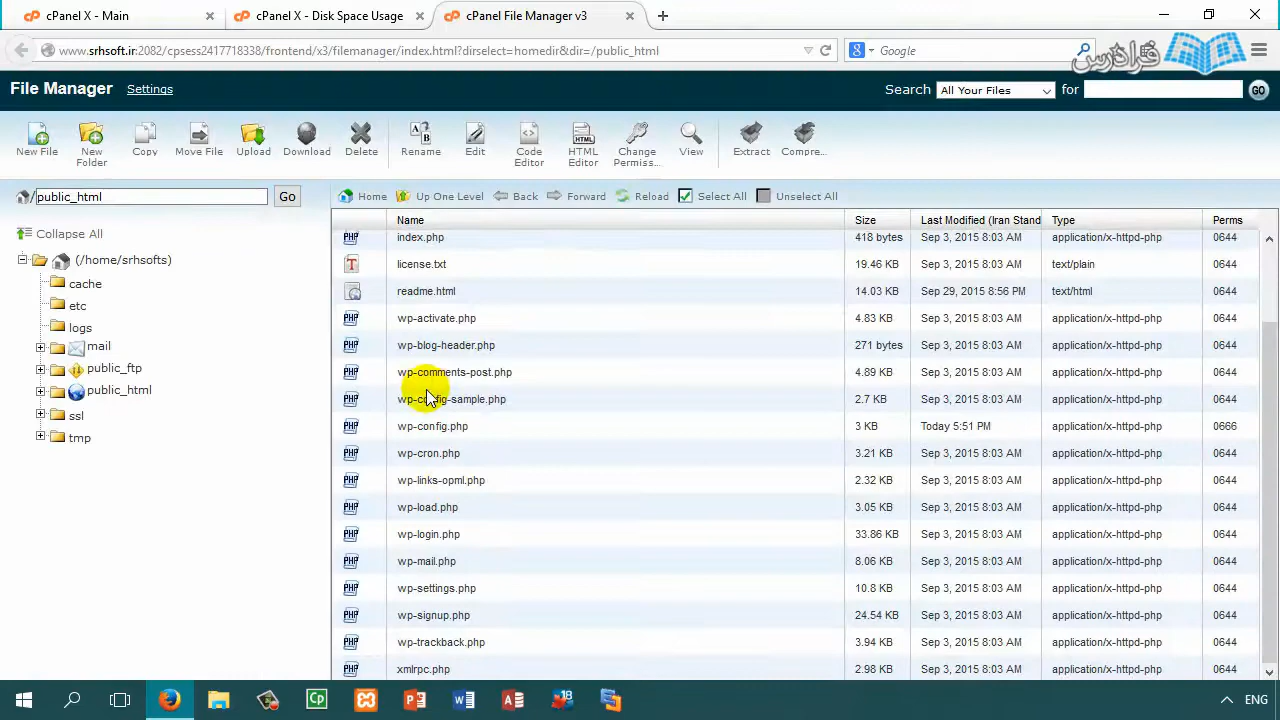 cPanel X - Main
cPanel X - Disk Space Usage
cPanel File Manager v3
www.srhsoft.ir:2082/cpsess2417718338/frontend/x3/filemanager/index.html?dirselect=homedir&dir=/public_html
Google
فرادرس
File Manager Settings
Search All Your Files for GO
New File
New Folder
Copy
Move File
Upload
Download
Delete
Rename
Edit
Code Editor
HTML Editor
Change Permiss...
View
Extract
Compre...
/public_html Go
Home Up One Level Back Forward Reload Select All Unselect All
Collapse All
(/home/srhsofts)
cache
etc
logs
mail
public_ftp
public_html
ssl
tmp
Name Size Last Modified (Iran Stand Type Perms
index.php 418 bytes Sep 3, 2015 8:03 AM application/x-httpd-php 0644
license.txt 19.46 KB Sep 3, 2015 8:03 AM text/plain 0644
readme.html 14.03 KB Sep 29, 2015 8:56 PM text/html 0644
wp-activate.php 4.83 KB Sep 3, 2015 8:03 AM application/x-httpd-php 0644
wp-blog-header.php 271 bytes Sep 3, 2015 8:03 AM application/x-httpd-php 0644
wp-comments-post.php 4.89 KB Sep 3, 2015 8:03 AM application/x-httpd-php 0644
wp-config-sample.php 2.7 KB Sep 3, 2015 8:03 AM application/x-httpd-php 0644
wp-config.php 3 KB Today 5:51 PM application/x-httpd-php 0666
wp-cron.php 3.21 KB Sep 3, 2015 8:03 AM application/x-httpd-php 0644
wp-links-opml.php 2.32 KB Sep 3, 2015 8:03 AM application/x-httpd-php 0644
wp-load.php 3.05 KB Sep 3, 2015 8:03 AM application/x-httpd-php 0644
wp-login.php 33.86 KB Sep 3, 2015 8:03 AM application/x-httpd-php 0644
wp-mail.php 8.06 KB Sep 3, 2015 8:03 AM application/x-httpd-php 0644
wp-settings.php 10.8 KB Sep 3, 2015 8:03 AM application/x-httpd-php 0644
wp-signup.php 24.54 KB Sep 3, 2015 8:03 AM application/x-httpd-php 0644
wp-trackback.php 3.94 KB Sep 3, 2015 8:03 AM application/x-httpd-php 0644
xmlrpc.php 2.98 KB Sep 3, 2015 8:03 AM application/x-httpd-php 0644
ENG